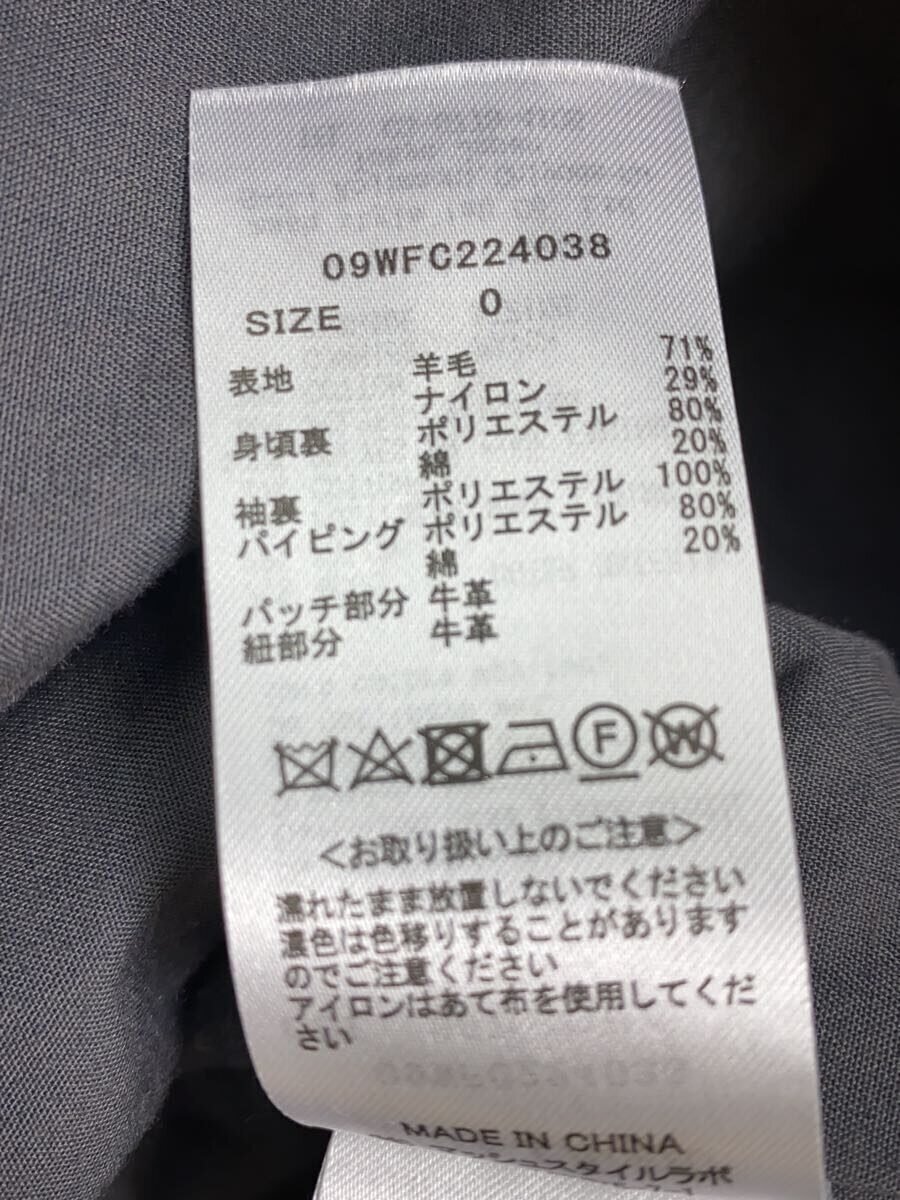 09WFC224038
SIZE 0
表地 羊毛 71%
ナイロン 29%
身頃裏 ポリエステル 80%
綿 20%
袖裏 ポリエステル 100%
パイピング ポリエステル 80%
綿 20%
パッチ部分 牛革
紐部分 牛革
F W
<お取り扱い上のご注意>
濡れたまま放置しないでください
濃色は色移りすることがあります
のでご注意ください
アイロンはあて布を使用してくだ
さい
MADE IN CHINA
スタイルラボ